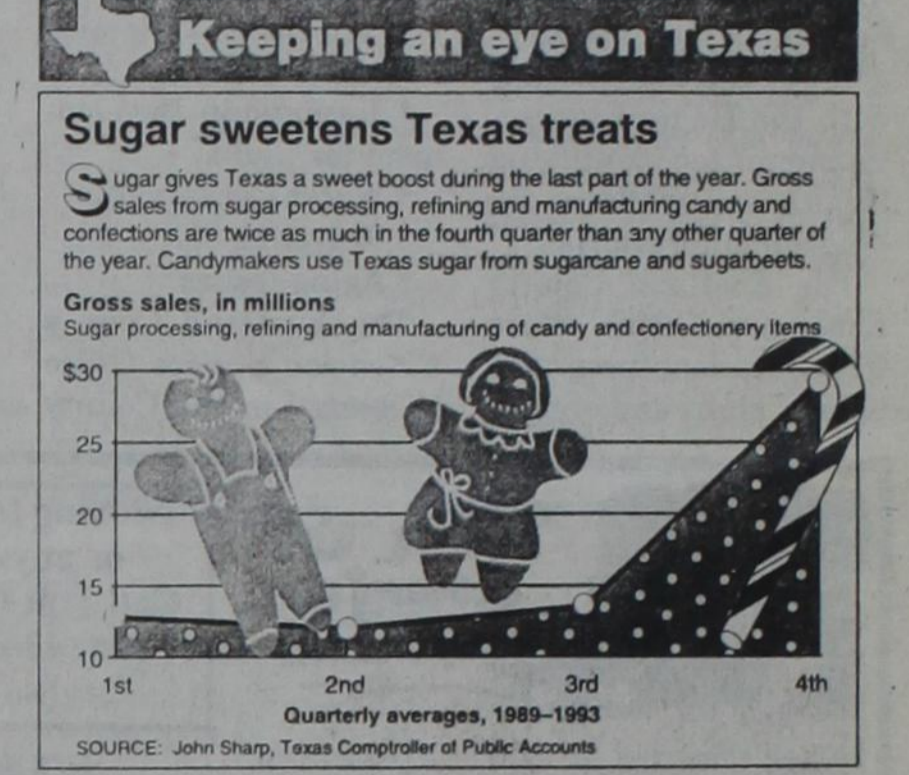 Keeping an eye on Texas
Sugar sweetens Texas treats
Sugar gives Texas a sweet boost during the last part of the year. Gross
sales from sugar processing, refining and manufacturing candy and
confections are twice as much in the fourth quarter than any other quarter of
the year. Candymakers use Texas sugar from sugarcane and sugarbeets.
Gross sales, in millions
Sugar processing, refining and manufacturing of candy and confectionery items
$30
25
20
15
10
1st 2nd 3rd 4th
Quarterly averages, 1989–1993
SOURCE: John Sharp, Texas Comptroller of Public Accounts